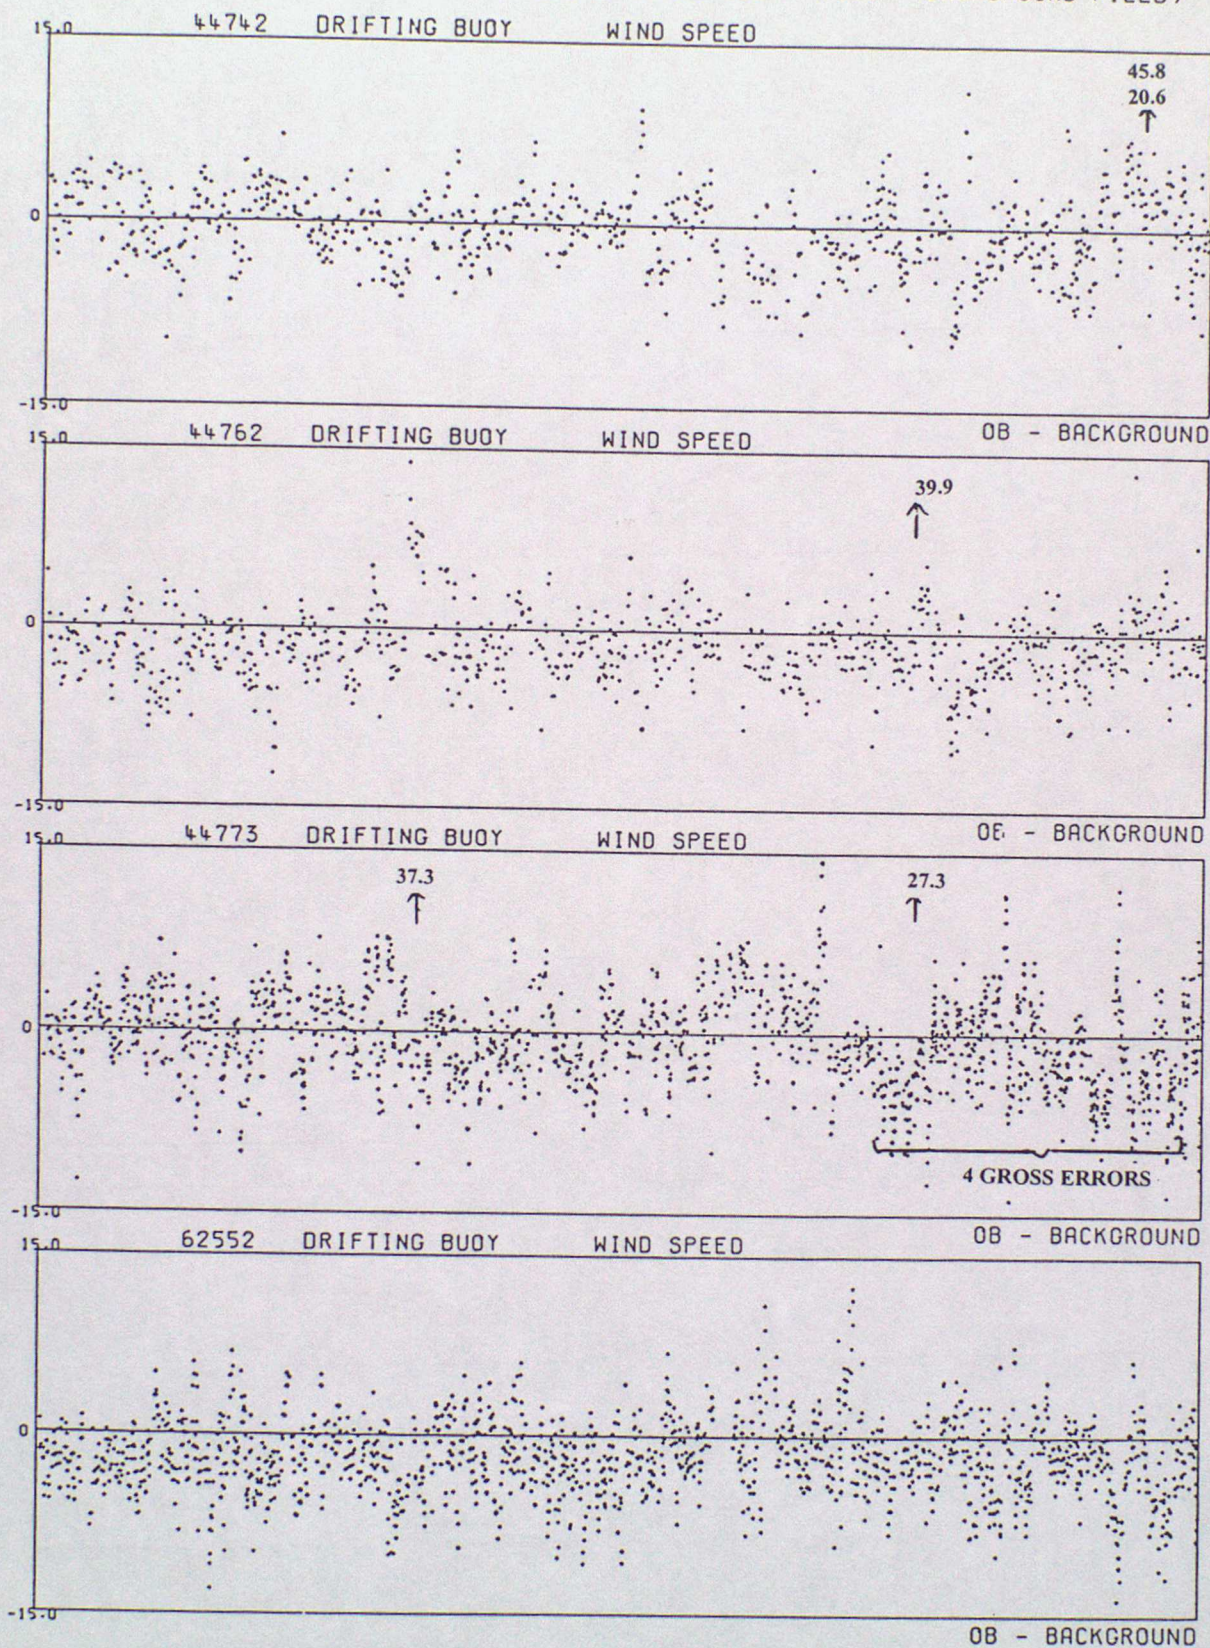 15.0 44742 DRIFTING BUOY WIND SPEED
45.8
20.6
0
-15.0
OB - BACKGROUND
15.0 44762 DRIFTING BUOY WIND SPEED
39.9
0
-15.0
OB - BACKGROUND
15.0 44773 DRIFTING BUOY WIND SPEED
37.3 27.3
0
4 GROSS ERRORS
-15.0
OB - BACKGROUND
15.0 62552 DRIFTING BUOY WIND SPEED
0
-15.0
OB - BACKGROUND